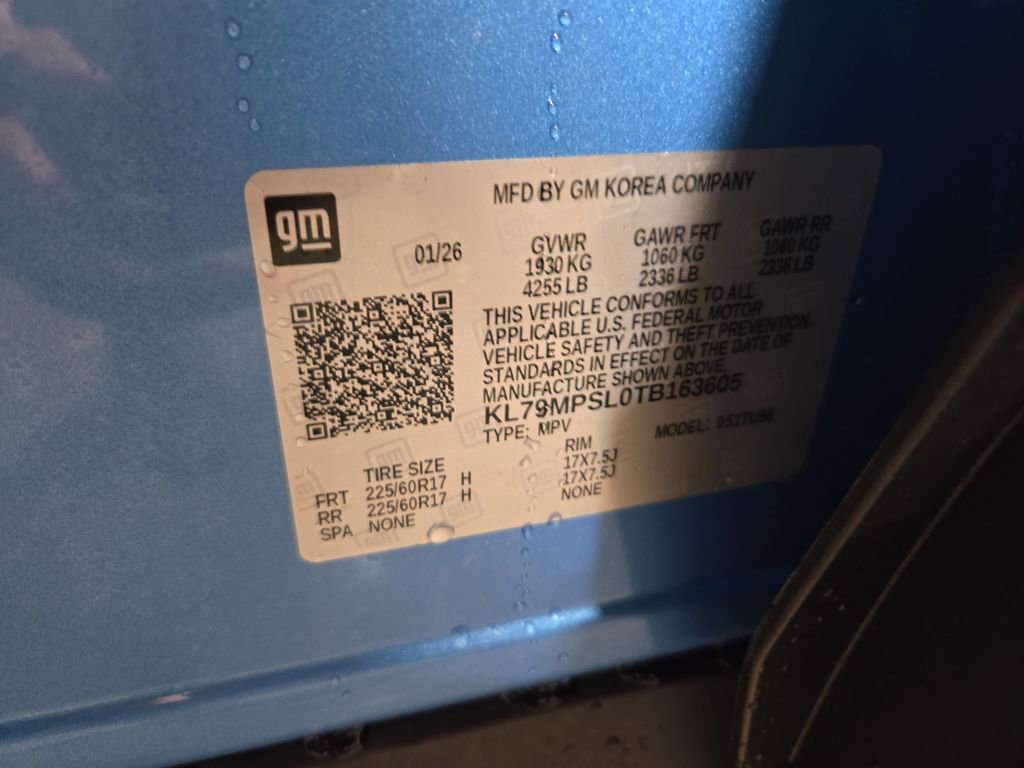 gm
MFD BY GM KOREA COMPANY
01/26
GVWR GAWR FRT GAWR RR
1930 KG 1060 KG 1060 KG
4255 LB 2336 LB 2336 LB
THIS VEHICLE CONFORMS TO ALL
APPLICABLE U.S. FEDERAL MOTOR
VEHICLE SAFETY AND THEFT PREVENTION
STANDARDS IN EFFECT ON THE DATE OF
MANUFACTURE SHOWN ABOVE
KL79MPSL0TB163605
TYPE: MPV MODEL:
TIRE SIZE RIM
FRT 225/60R17 H 17X7.5J
RR 225/60R17 H 17X7.5J
SPA NONE NONE